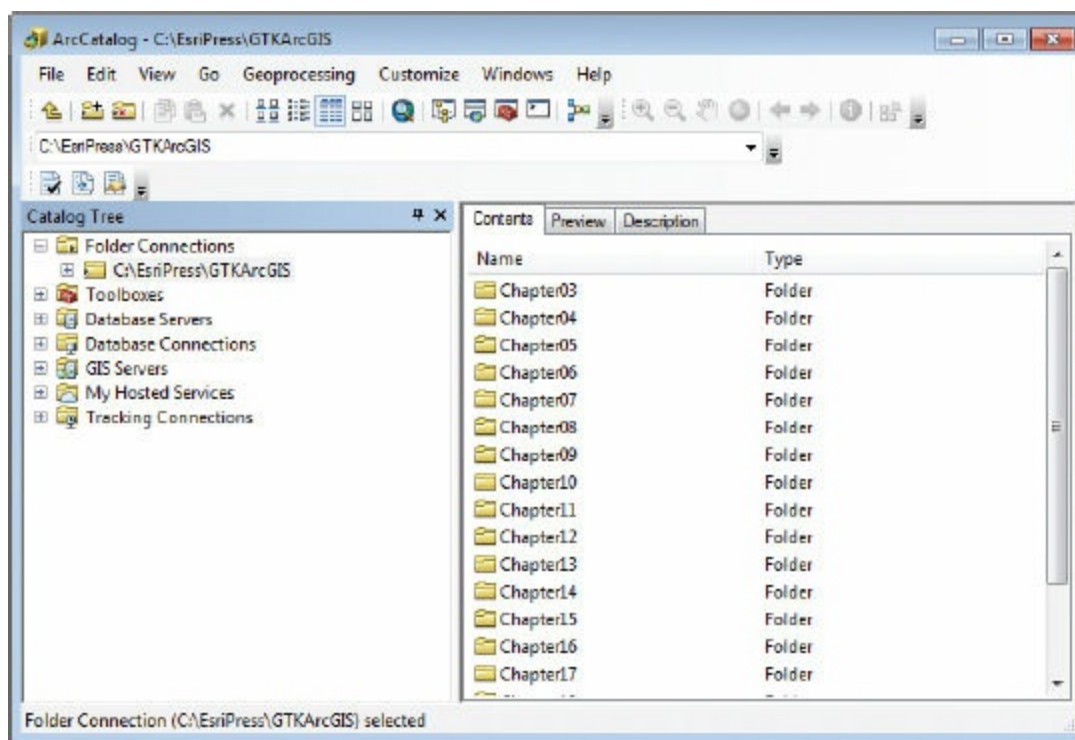 ArcCatalog - C:\EsriPress\GTKArcGIS
File Edit View Go Geoprocessing Customize Windows Help
C:\EsriPress\GTKArcGIS
Catalog Tree
Folder Connections
C:\EsriPress\GTKArcGIS
Toolboxes
Database Servers
Database Connections
GIS Servers
My Hosted Services
Tracking Connections
Contents Preview Description
Name Type
Chapter03 Folder
Chapter04 Folder
Chapter05 Folder
Chapter06 Folder
Chapter07 Folder
Chapter08 Folder
Chapter09 Folder
Chapter10 Folder
Chapter11 Folder
Chapter12 Folder
Chapter13 Folder
Chapter14 Folder
Chapter15 Folder
Chapter16 Folder
Chapter17 Folder
Folder Connection (C:\EsriPress\GTKArcGIS) selected